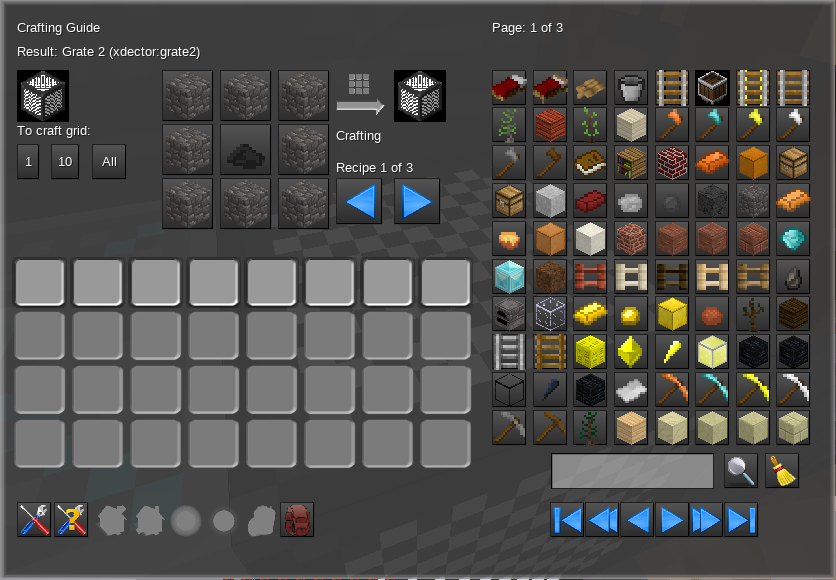 Crafting Guide
Page: 1 of 3
Result: Grate 2 (xdector:grate2)
To craft grid:
1
10
All
Crafting
Recipe 1 of 3
?